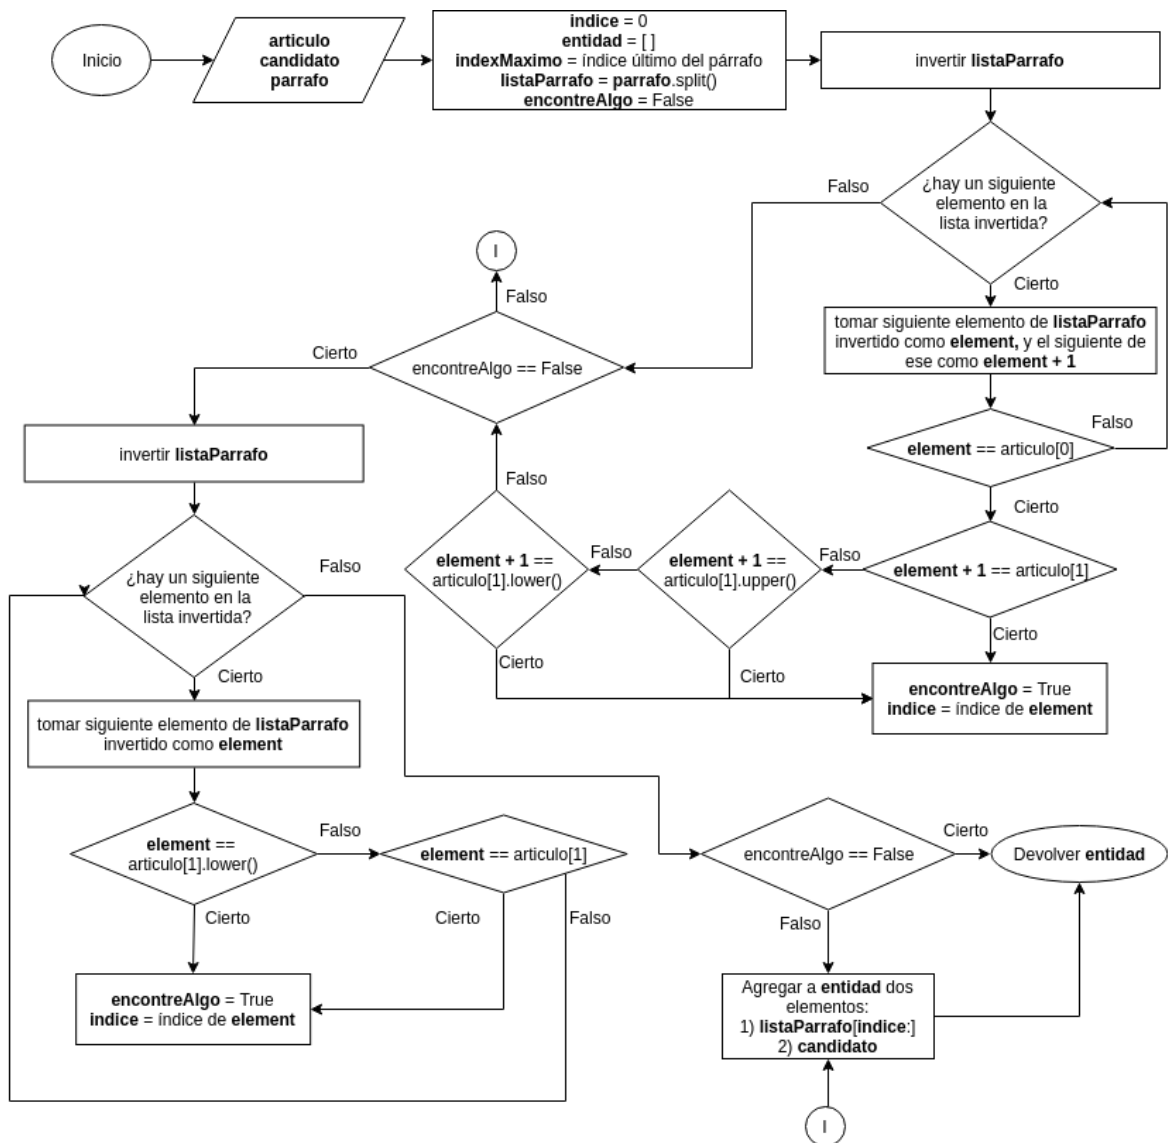 Inicio
articulo
candidato
parrafo
indice = 0
entidad = [ ]
indexMaximo = índice último del párrafo
listaParrafo = parrafo.split()
encontreAlgo = False
invertir listaParrafo
¿hay un siguiente
elemento en la
lista invertida?
Falso
Cierto
tomar siguiente elemento de listaParrafo
invertido como element, y el siguiente de
ese como element + 1
element == articulo[0]
Falso
Cierto
element + 1 == articulo[1]
Falso
Cierto
element + 1 ==
articulo[1].upper()
Falso
Cierto
element + 1 ==
articulo[1].lower()
Falso
Cierto
encontreAlgo = True
indice = índice de element
encontreAlgo == False
Falso
I
Cierto
invertir listaParrafo
¿hay un siguiente
elemento en la
lista invertida?
Falso
Cierto
tomar siguiente elemento de listaParrafo
invertido como element
element ==
articulo[1].lower()
Falso
Cierto
element == articulo[1]
Cierto
Falso
encontreAlgo = True
indice = índice de element
encontreAlgo == False
Cierto
Devolver entidad
Falso
Agregar a entidad dos
elementos:
1) listaParrafo[indice:]
2) candidato
I